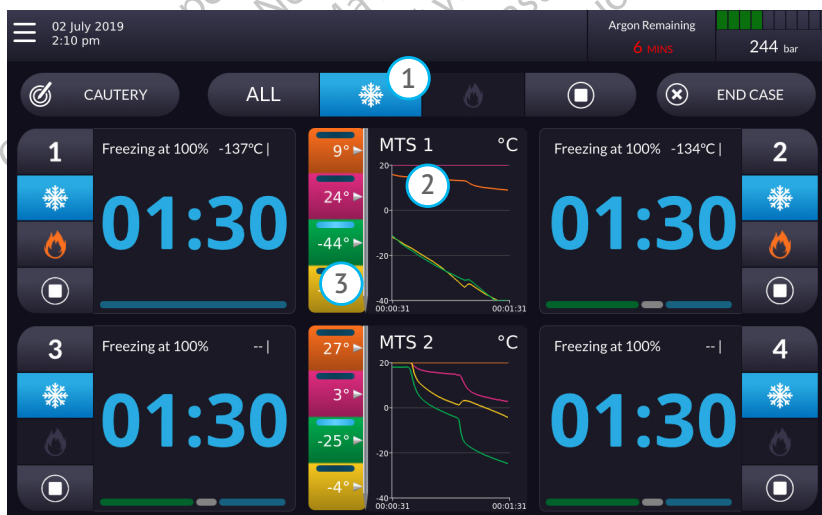 02 July 2019
2:10 pm
Argon Remaining
6 MINS
244 bar
CAUTERY
ALL
1
END CASE
1
Freezing at 100% -137°C |
01:30
9°
24°
-44°
3
MTS 1 °C
20
0
-20
-40
00:00:31 00:01:31
2
Freezing at 100% -134°C |
2
01:30
3
Freezing at 100% -- |
01:30
27°
3°
-25°
-4°
MTS 2 °C
20
0
-20
-40
00:00:31 00:01:31
Freezing at 100% -- |
4
01:30